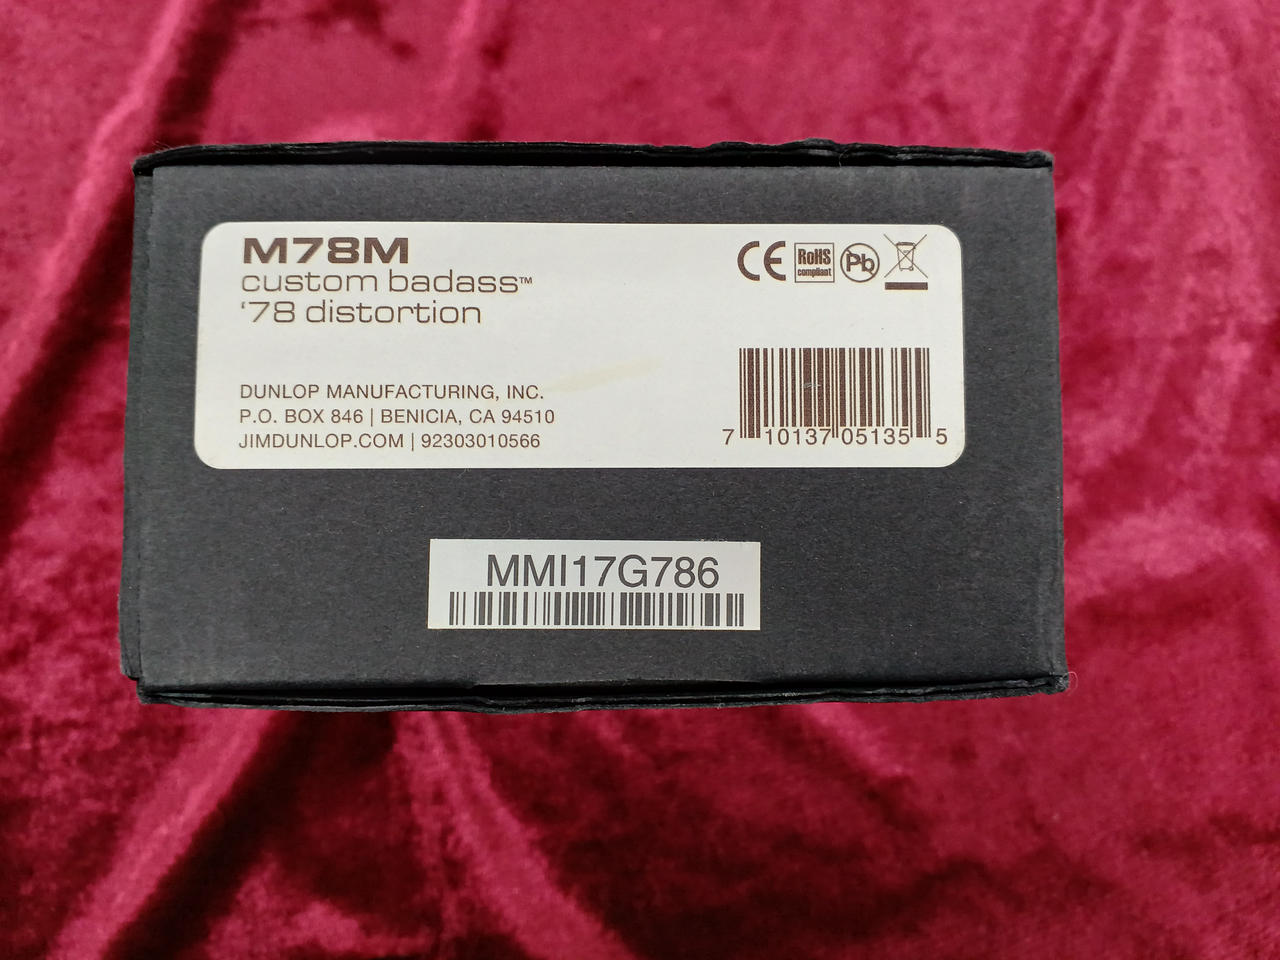 M78M
custom badass™
'78 distortion
CE RoHS compliant Pb
DUNLOP MANUFACTURING, INC.
P.O. BOX 846 | BENICIA, CA 94510
JIMDUNLOP.COM | 92303010566
7 10137 05135 5
MMI17G786